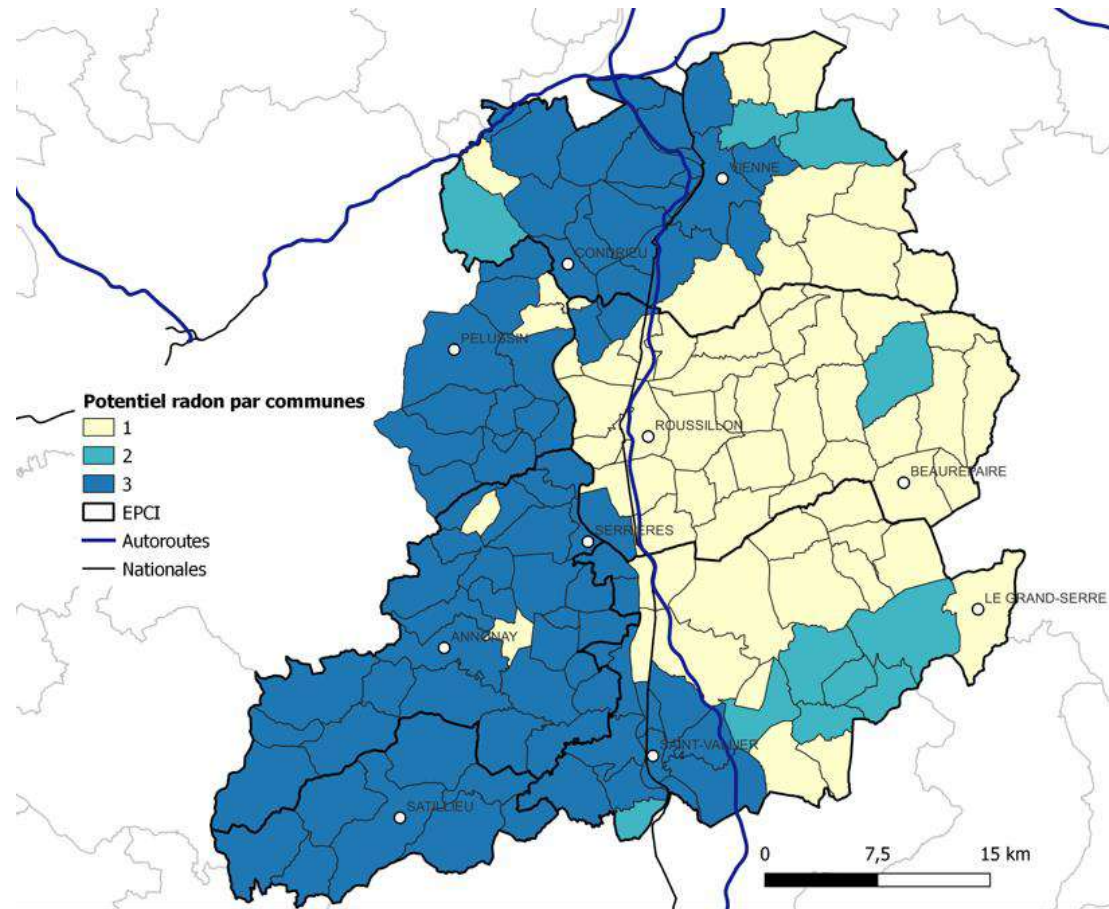 VIENNE
CONDRIEU
PELUSSIN
Potentiel radon par communes
1
2
3
EPCI
Autoroutes
Nationales
ROUSSILLON
BEAUREPAIRE
SERRIERES
LE GRAND-SERRE
ANNONAY
SAINT-VALLIER
SATILLIEU
0 7,5 15 km